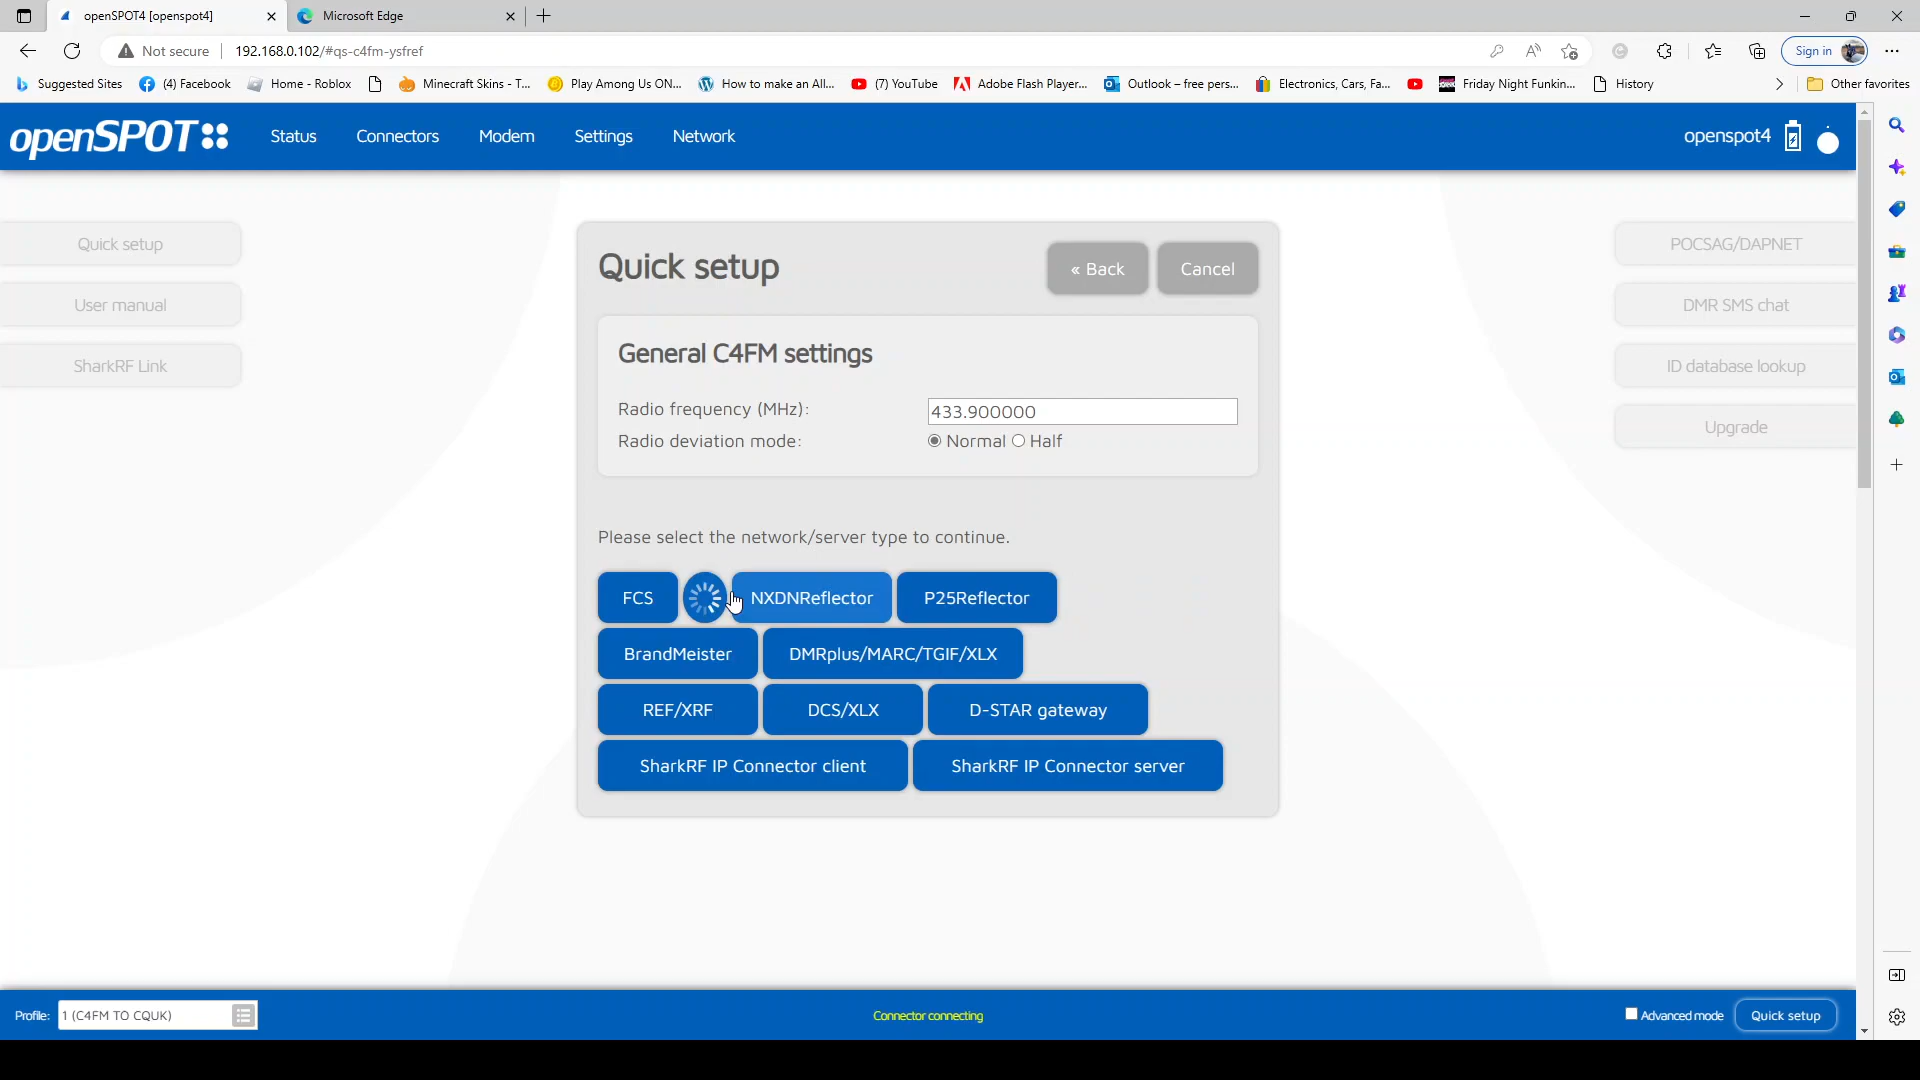 openSPOT4 [openspot4]
Microsoft Edge
Not secure
192.168.0.102/#qs-c4fm-ysfref
Sign in
Suggested Sites
(4) Facebook
Home - Roblox
Minecraft Skins - T...
Play Among Us ON...
How to make an All...
(7) YouTube
Adobe Flash Player...
Outlook – free pers...
Electronics, Cars, Fa...
Friday Night Funkin...
History
Other favorites
openSPOT
Status
Connectors
Modem
Settings
Network
openspot4
Quick setup
User manual
SharkRF Link
POCSAG/DAPNET
DMR SMS chat
ID database lookup
Upgrade
Quick setup
« Back
Cancel
General C4FM settings
Radio frequency (MHz): 433.900000
Radio deviation mode: Normal Half
Please select the network/server type to continue.
FCS NXDNReflector P25Reflector
BrandMeister DMRplus/MARC/TGIF/XLX
REF/XRF DCS/XLX D-STAR gateway
SharkRF IP Connector client SharkRF IP Connector server
Profile: 1 (C4FM TO CQUK)
Connector connecting
Advanced mode
Quick setup